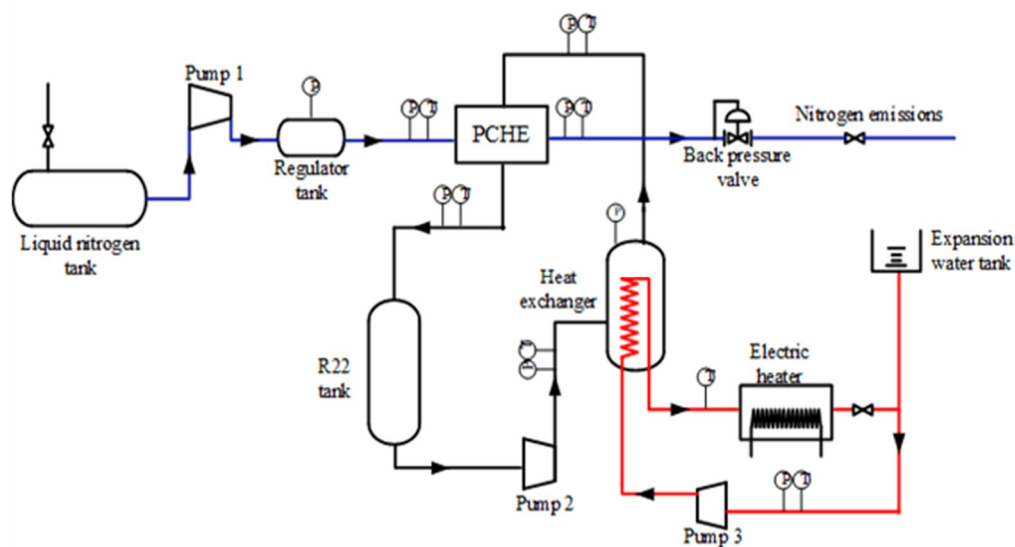 Pump 1
P
P T
P T
P T
PCHE
Nitrogen emissions
Regulator
tank
Back pressure
valve
Liquid nitrogen
tank
P T
P
Expansion
water tank
Heat
exchanger
R22
tank
T
P
Electric
heater
T
Pump 2
P T
Pump 3